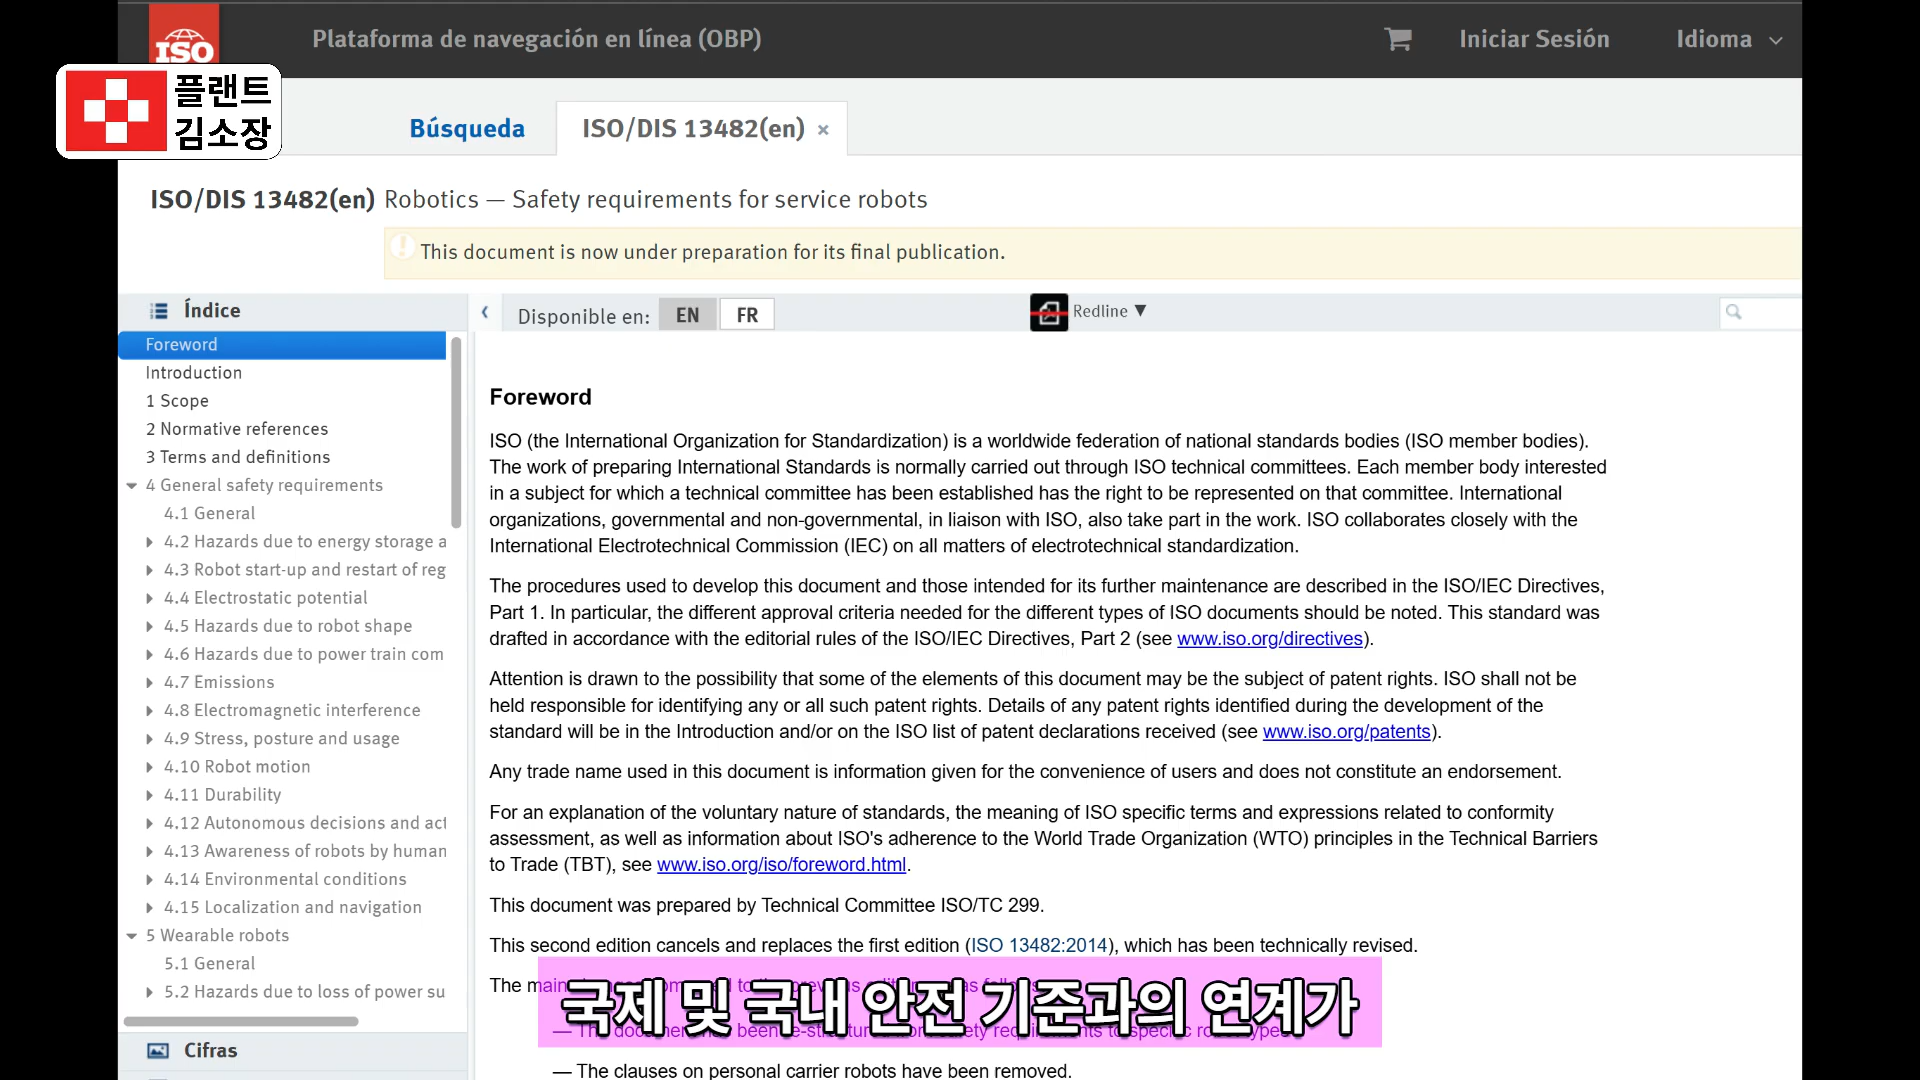 ISO
Plataforma de navegación en línea (OBP)
Iniciar Sesión
Idioma
플랜트
김소장
Búsqueda
ISO/DIS 13482(en) ×
ISO/DIS 13482(en) Robotics — Safety requirements for service robots
This document is now under preparation for its final publication.
Índice
Disponible en:
EN
FR
Redline ▼
Foreword
Introduction
1 Scope
2 Normative references
3 Terms and definitions
4 General safety requirements
4.1 General
4.2 Hazards due to energy storage a
4.3 Robot start-up and restart of reg
4.4 Electrostatic potential
4.5 Hazards due to robot shape
4.6 Hazards due to power train com
4.7 Emissions
4.8 Electromagnetic interference
4.9 Stress, posture and usage
4.10 Robot motion
4.11 Durability
4.12 Autonomous decisions and act
4.13 Awareness of robots by human
4.14 Environmental conditions
4.15 Localization and navigation
5 Wearable robots
5.1 General
5.2 Hazards due to loss of power su
Cifras
Foreword
ISO (the International Organization for Standardization) is a worldwide federation of national standards bodies (ISO member bodies).
The work of preparing International Standards is normally carried out through ISO technical committees. Each member body interested
in a subject for which a technical committee has been established has the right to be represented on that committee. International
organizations, governmental and non-governmental, in liaison with ISO, also take part in the work. ISO collaborates closely with the
International Electrotechnical Commission (IEC) on all matters of electrotechnical standardization.
The procedures used to develop this document and those intended for its further maintenance are described in the ISO/IEC Directives,
Part 1. In particular, the different approval criteria needed for the different types of ISO documents should be noted. This standard was
drafted in accordance with the editorial rules of the ISO/IEC Directives, Part 2 (see www.iso.org/directives).
Attention is drawn to the possibility that some of the elements of this document may be the subject of patent rights. ISO shall not be
held responsible for identifying any or all such patent rights. Details of any patent rights identified during the development of the
standard will be in the Introduction and/or on the ISO list of patent declarations received (see www.iso.org/patents).
Any trade name used in this document is information given for the convenience of users and does not constitute an endorsement.
For an explanation of the voluntary nature of standards, the meaning of ISO specific terms and expressions related to conformity
assessment, as well as information about ISO's adherence to the World Trade Organization (WTO) principles in the Technical Barriers
to Trade (TBT), see www.iso.org/iso/foreword.html.
This document was prepared by Technical Committee ISO/TC 299.
This second edition cancels and replaces the first edition (ISO 13482:2014), which has been technically revised.
The
국제 및 국내 안전 기준과의 연계가
— The clauses on personal carrier robots have been removed.